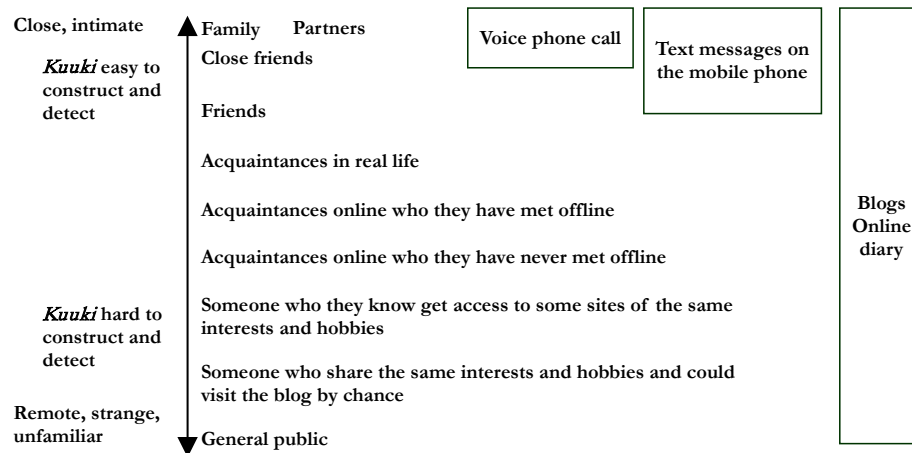 Close, intimate
Kuuki easy to
construct and
detect
Kuuki hard to
construct and
detect
Remote, strange,
unfamiliar
Family Partners
Close friends
Friends
Acquaintances in real life
Acquaintances online who they have met offline
Acquaintances online who they have never met offline
Someone who they know get access to some sites of the same
interests and hobbies
Someone who share the same interests and hobbies and could
visit the blog by chance
General public
Voice phone call
Text messages on
the mobile phone
Blogs
Online
diary